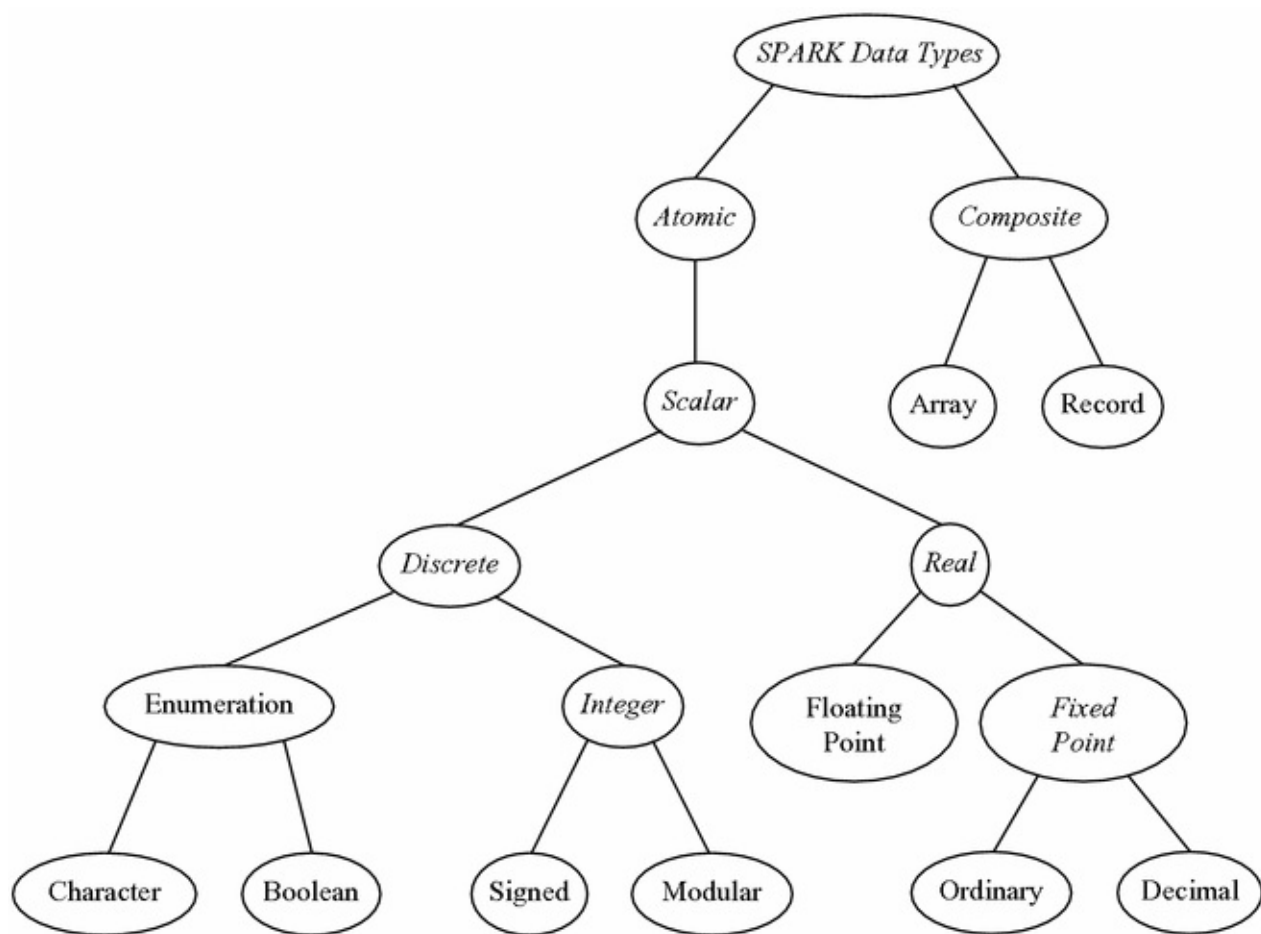 SPARK Data Types
Atomic
Composite
Scalar
Array
Record
Discrete
Real
Enumeration
Integer
Floating
Point
Fixed
Point
Character
Boolean
Signed
Modular
Ordinary
Decimal